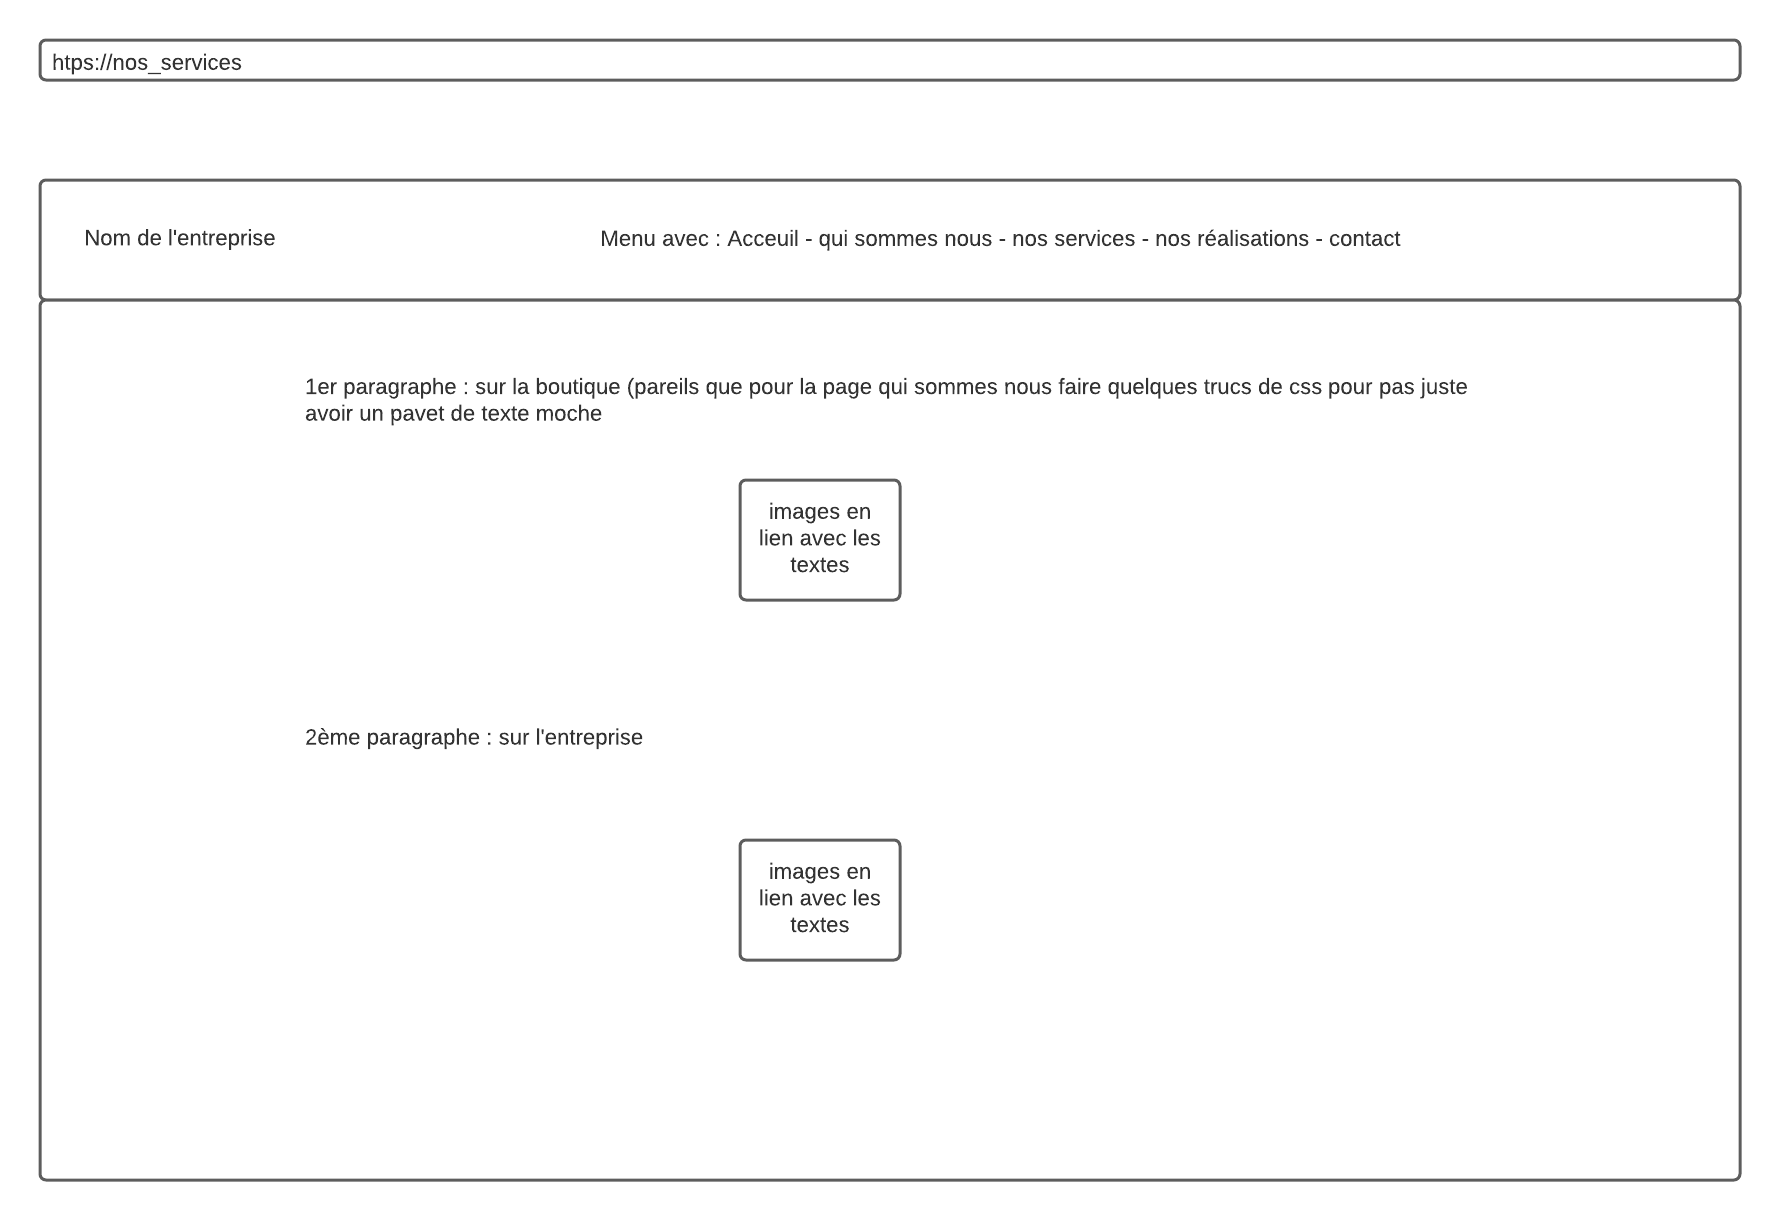 htps://nos_services
Nom de l'entreprise
Menu avec : Acceuil - qui sommes nous - nos services - nos réalisations - contact
1er paragraphe : sur la boutique (pareils que pour la page qui sommes nous faire quelques trucs de css pour pas juste
avoir un pavet de texte moche
images en
lien avec les
textes
2ème paragraphe : sur l'entreprise
images en
lien avec les
textes